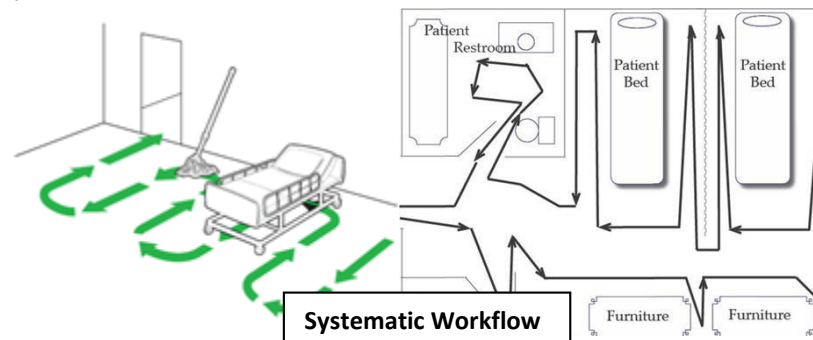 Patient
Restroom
Patient
Bed
Patient
Bed
Systematic Workflow
Furniture
Furniture